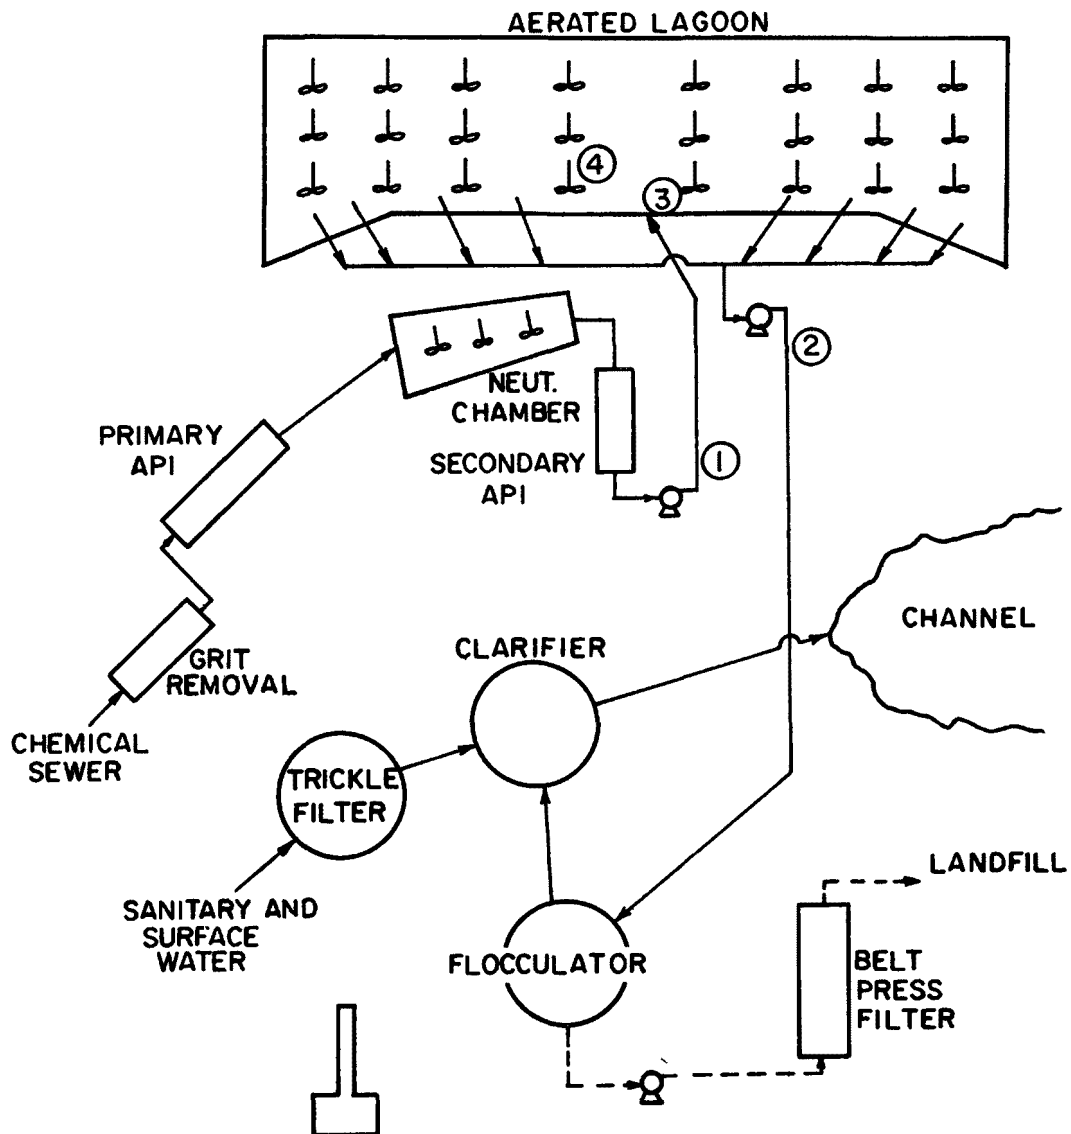 AERATED LAGOON
④
③
②
NEUT.
CHAMBER
PRIMARY
API
SECONDARY
API
①
CHANNEL
CLARIFIER
GRIT
REMOVAL
CHEMICAL
SEWER
TRICKLE
FILTER
LANDFILL
SANITARY AND
SURFACE
WATER
FLOCCULATOR
BELT
PRESS
FILTER